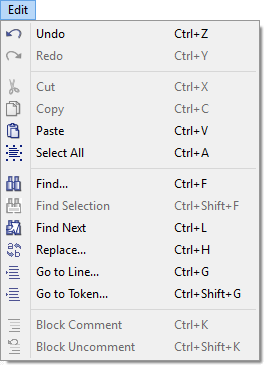 Edit
Undo Ctrl+Z
Redo Ctrl+Y
Cut Ctrl+X
Copy Ctrl+C
Paste Ctrl+V
Select All Ctrl+A
Find... Ctrl+F
Find Selection Ctrl+Shift+F
Find Next Ctrl+L
Replace... Ctrl+H
Go to Line... Ctrl+G
Go to Token... Ctrl+Shift+G
Block Comment Ctrl+K
Block Uncomment Ctrl+Shift+K